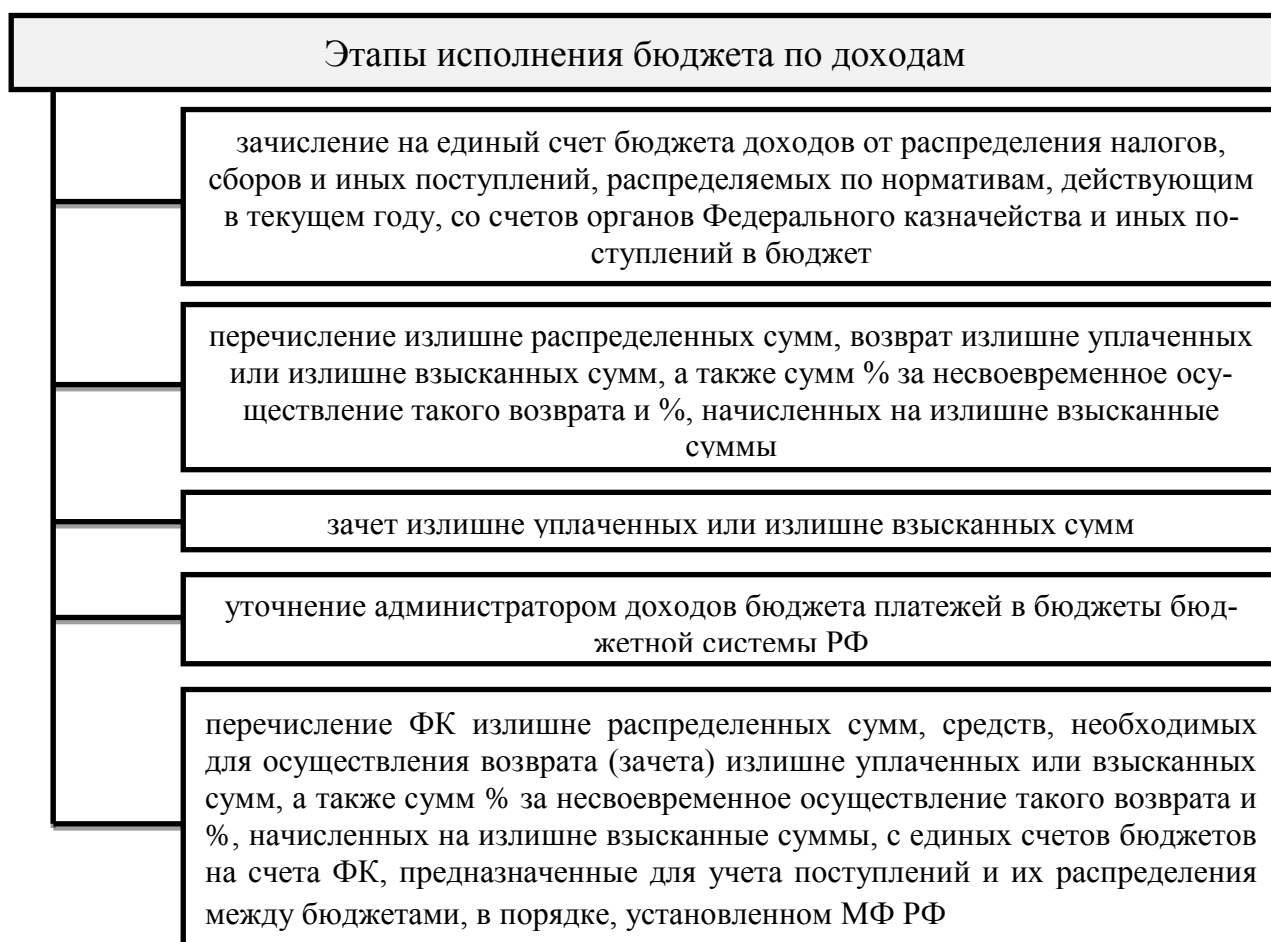 Этапы исполнения бюджета по доходам
зачисление на единый счет бюджета доходов от распределения налогов,
сборов и иных поступлений, распределяемых по нормативам, действующим
в текущем году, со счетов органов Федерального казначейства и иных по-
ступлений в бюджет
перечисление излишне распределенных сумм, возврат излишне уплаченных
или излишне взысканных сумм, а также сумм % за несвоевременное осу-
ществление такого возврата и %, начисленных на излишне взысканные
суммы
зачет излишне уплаченных или излишне взысканных сумм
уточнение администратором доходов бюджета платежей в бюджеты бюд-
жетной системы РФ
перечисление ФК излишне распределенных сумм, средств, необходимых
для осуществления возврата (зачета) излишне уплаченных или взысканных
сумм, а также сумм % за несвоевременное осуществление такого возврата и
%, начисленных на излишне взысканные суммы, с единых счетов бюджетов
на счета ФК, предназначенные для учета поступлений и их распределения
между бюджетами, в порядке, установленном МФ РФ